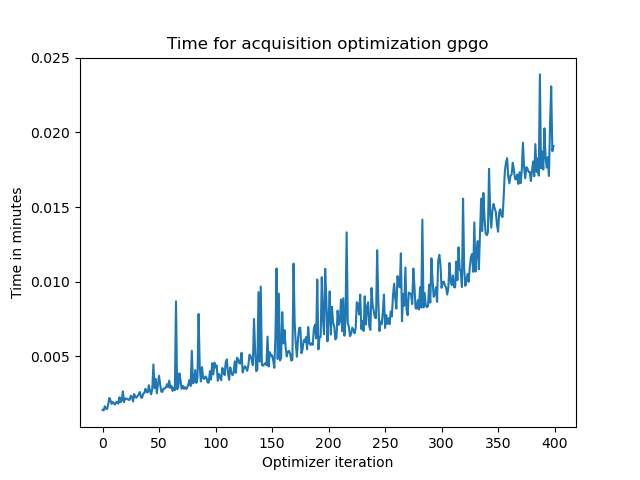 Time for acquisition optimization gpgo
0.025
0.020
0.015
0.010
0.005
Time in minutes
0 50 100 150 200 250 300 350 400
Optimizer iteration